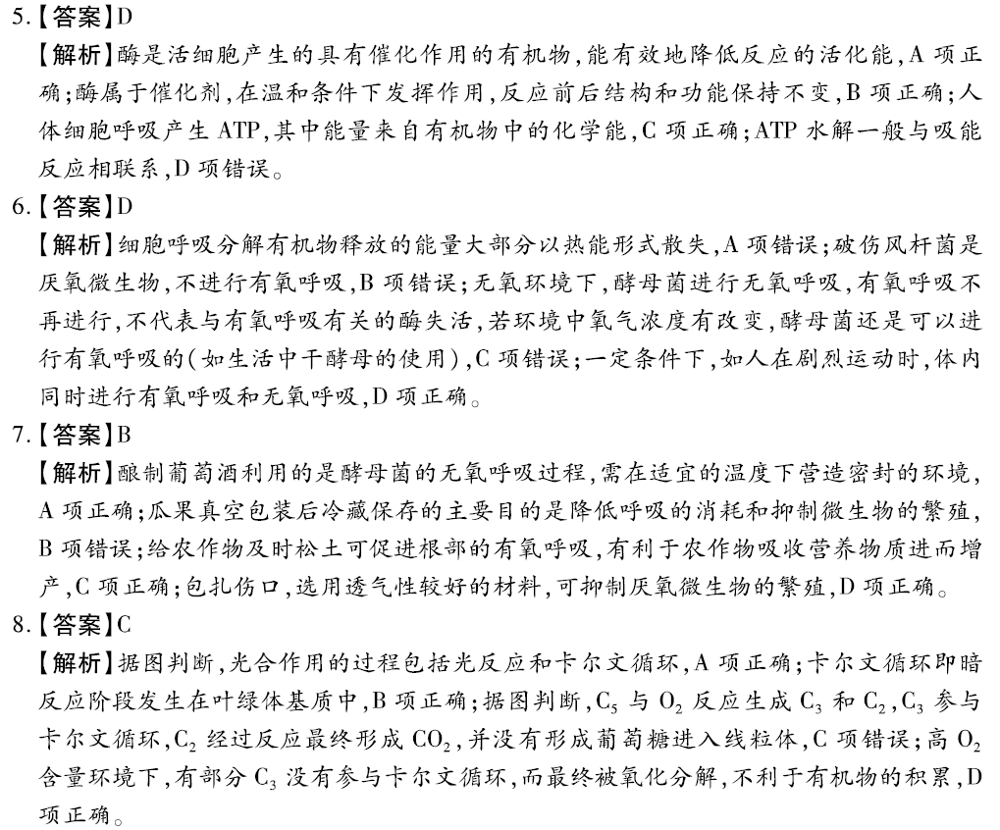 5.【答案】D
【解析】酶是活细胞产生的具有催化作用的有机物,能有效地降低反应的活化能,A 项正
确;酶属于催化剂,在温和条件下发挥作用,反应前后结构和功能保持不变,B 项正确;人
体细胞呼吸产生 ATP,其中能量来自有机物中的化学能,C 项正确;ATP 水解一般与吸能
反应相联系,D 项错误。
6.【答案】D
【解析】细胞呼吸分解有机物释放的能量大部分以热能形式散失,A 项错误;破伤风杆菌是
厌氧微生物,不进行有氧呼吸,B 项错误;无氧环境下,酵母菌进行无氧呼吸,有氧呼吸不
再进行,不代表与有氧呼吸有关的酶失活,若环境中氧气浓度有改变,酵母菌还是可以进
行有氧呼吸的(如生活中干酵母的使用),C 项错误;一定条件下,如人在剧烈运动时,体内
同时进行有氧呼吸和无氧呼吸,D 项正确。
7.【答案】B
【解析】酿制葡萄酒利用的是酵母菌的无氧呼吸过程,需在适宜的温度下营造密封的环境,
A 项正确;瓜果真空包装后冷藏保存的主要目的是降低呼吸的消耗和抑制微生物的繁殖,
B 项错误;给农作物及时松土可促进根部的有氧呼吸,有利于农作物吸收营养物质进而增
产,C 项正确;包扎伤口,选用透气性较好的材料,可抑制厌氧微生物的繁殖,D 项正确。
8.【答案】C
【解析】据图判断,光合作用的过程包括光反应和卡尔文循环,A 项正确;卡尔文循环即暗
反应阶段发生在叶绿体基质中,B 项正确;据图判断,C₅ 与 O₂ 反应生成 C₃ 和 C₂,C₃ 参与
卡尔文循环,C₂ 经过反应最终形成 CO₂,并没有形成葡萄糖进入线粒体,C 项错误;高 O₂
含量环境下,有部分 C₃ 没有参与卡尔文循环,而最终被氧化分解,不利于有机物的积累,D
项正确。